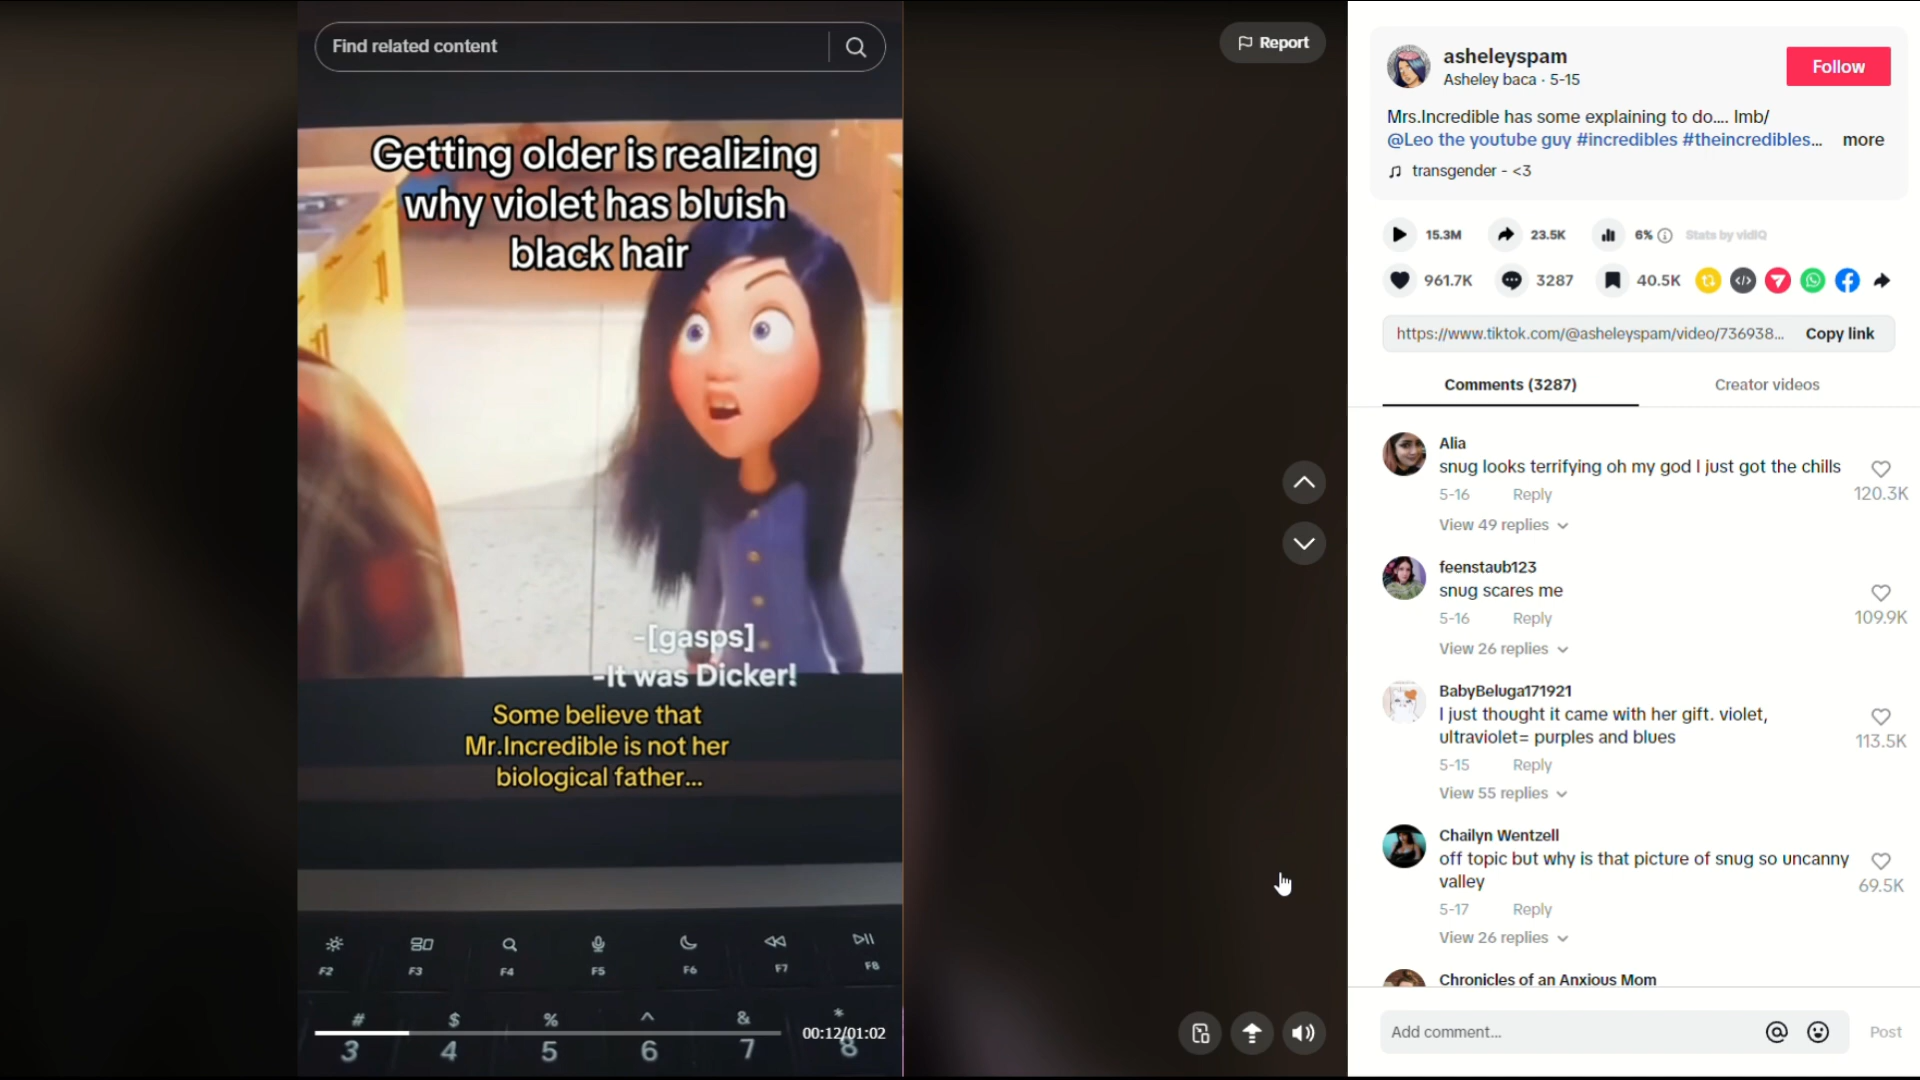 Find related content
Report
Getting older is realizing
why violet has bluish
black hair
-[gasps]
-It was Dicker!
Some believe that
Mr.Incredible is not her
biological father...
F2
F3
F4
F5
F6
F7
F8
# $ % ^ & *
3 4 5 6 7 8
00:12/01:02
asheleyspam
Asheley baca · 5-15
Follow
Mrs.Incredible has some explaining to do.... lmb/
@Leo the youtube guy #incredibles #theincredibles... more
transgender - <3
15.3M
23.5K
6%
Stats by vidIQ
961.7K
3287
40.5K
https://www.tiktok.com/@asheleyspam/video/736938...
Copy link
Comments (3287)
Creator videos
Alia
snug looks terrifying oh my god I just got the chills
5-16 Reply
120.3K
View 49 replies
feenstaub123
snug scares me
5-16 Reply
109.9K
View 26 replies
BabyBeluga171921
I just thought it came with her gift. violet,
ultraviolet= purples and blues
113.5K
5-15 Reply
View 55 replies
Chailyn Wentzell
off topic but why is that picture of snug so uncanny
valley
69.5K
5-17 Reply
View 26 replies
Chronicles of an Anxious Mom
Add comment...
Post